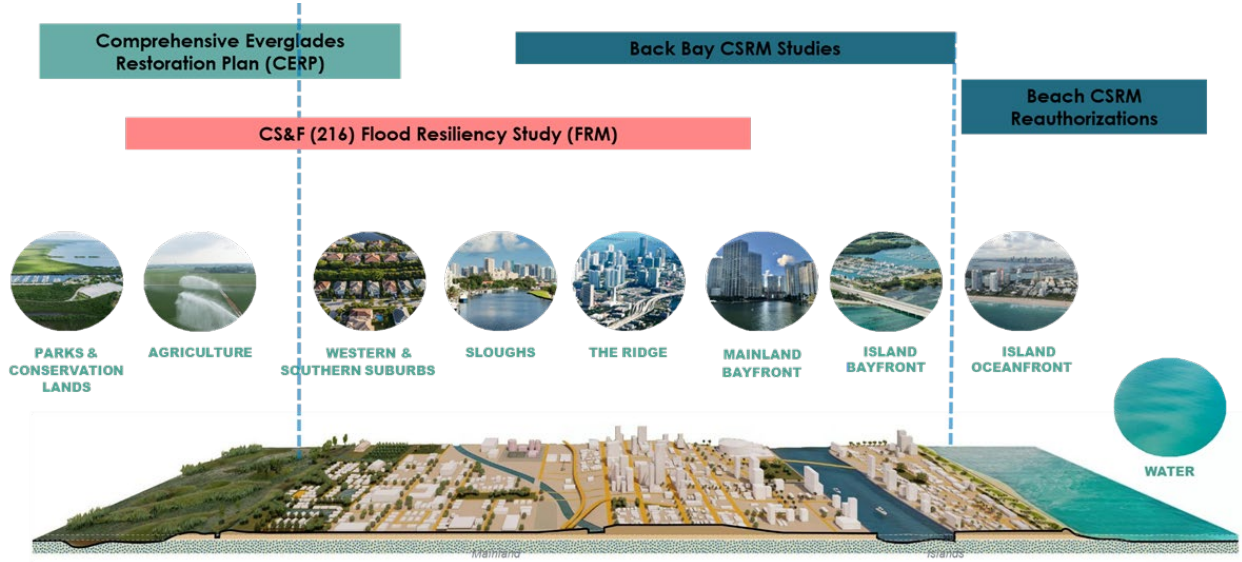 Comprehensive Everglades
Restoration Plan (CERP)
Back Bay CSRM Studies
Beach CSRM
Reauthorizations
CS&F (216) Flood Resiliency Study (FRM)
PARKS &
CONSERVATION
LANDS
AGRICULTURE
WESTERN &
SOUTHERN SUBURBS
SLOUGHS
THE RIDGE
MAINLAND
BAYFRONT
ISLAND
BAYFRONT
ISLAND
OCEANFRONT
WATER
Mainland
Islands